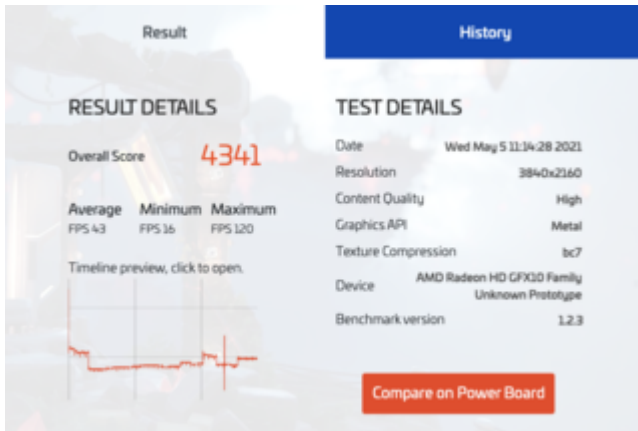 Result
History
RESULT DETAILS
Overall Score 4341
Average Minimum Maximum
FPS 43 FPS 16 FPS 120
Timeline preview, click to open.
TEST DETAILS
Date Wed May 5 11:14:28 2021
Resolution 3840x2160
Content Quality High
Graphics API Metal
Texture Compression bc7
Device AMD Radeon HD GFX10 Family
Unknown Prototype
Benchmark version 1.2.3
Compare on Power Board